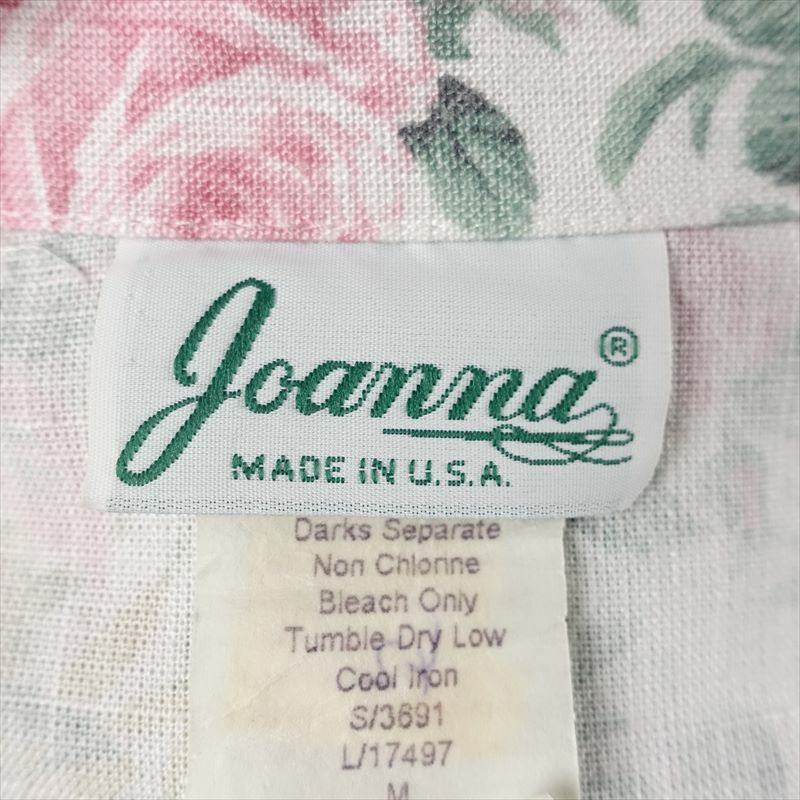 Joanna®
MADE IN U.S.A.
Darks Separate
Non Chlorine
Bleach Only
Tumble Dry Low
Cool Iron
S/3691
L/17497
M